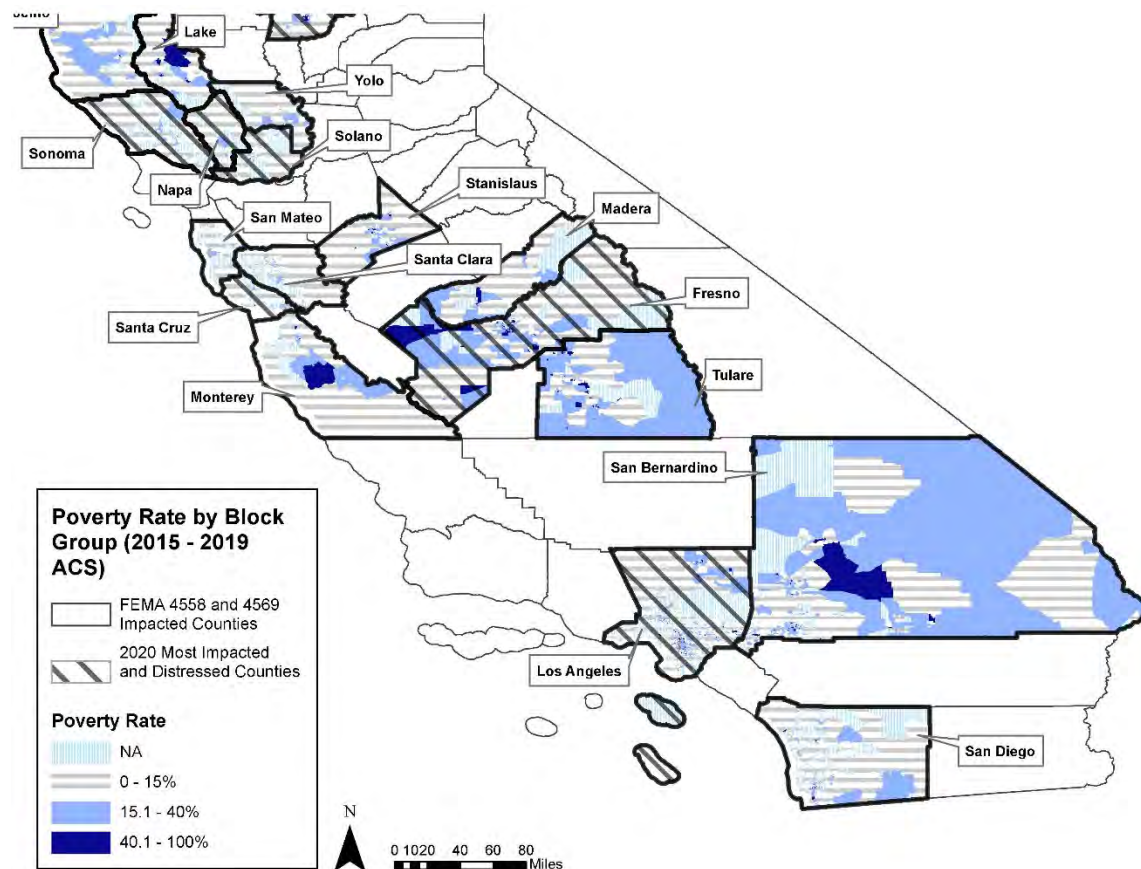 Lake
Yolo
Sonoma
Solano
Napa
Stanislaus
San Mateo
Madera
Santa Clara
Fresno
Santa Cruz
Tulare
Monterey
San Bernardino
Los Angeles
San Diego
Poverty Rate by Block
Group (2015 - 2019
ACS)
FEMA 4558 and 4569
Impacted Counties
2020 Most Impacted
and Distressed Counties
Poverty Rate
NA
0 - 15%
15.1 - 40%
40.1 - 100%
N
0 10 20 40 60 80
Miles